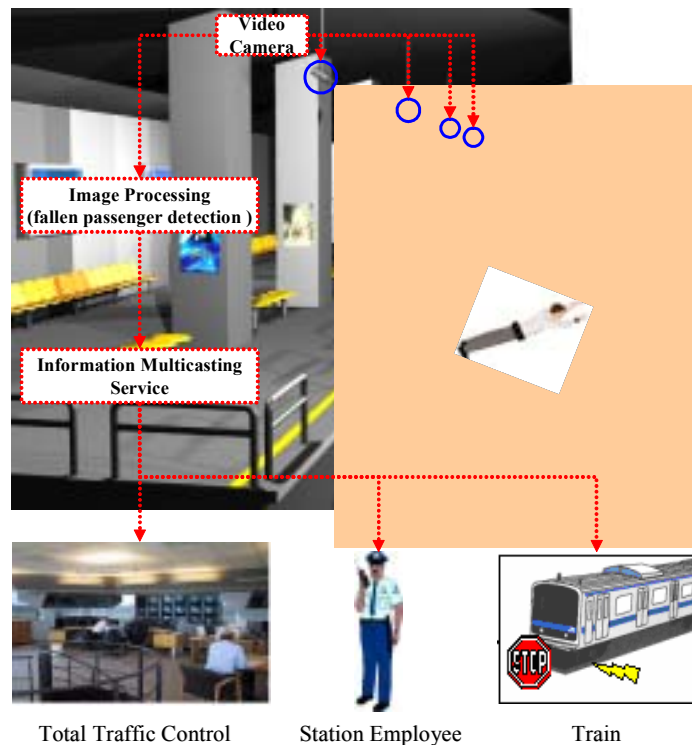 Video
Camera
Image Processing
(fallen passenger detection )
Information Multicasting
Service
STOP
Total Traffic Control
Station Employee
Train